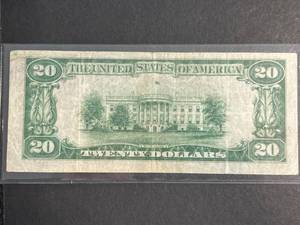 20 THE UNITED STATES OF AMERICA 20
20 TWENTY DOLLARS 20